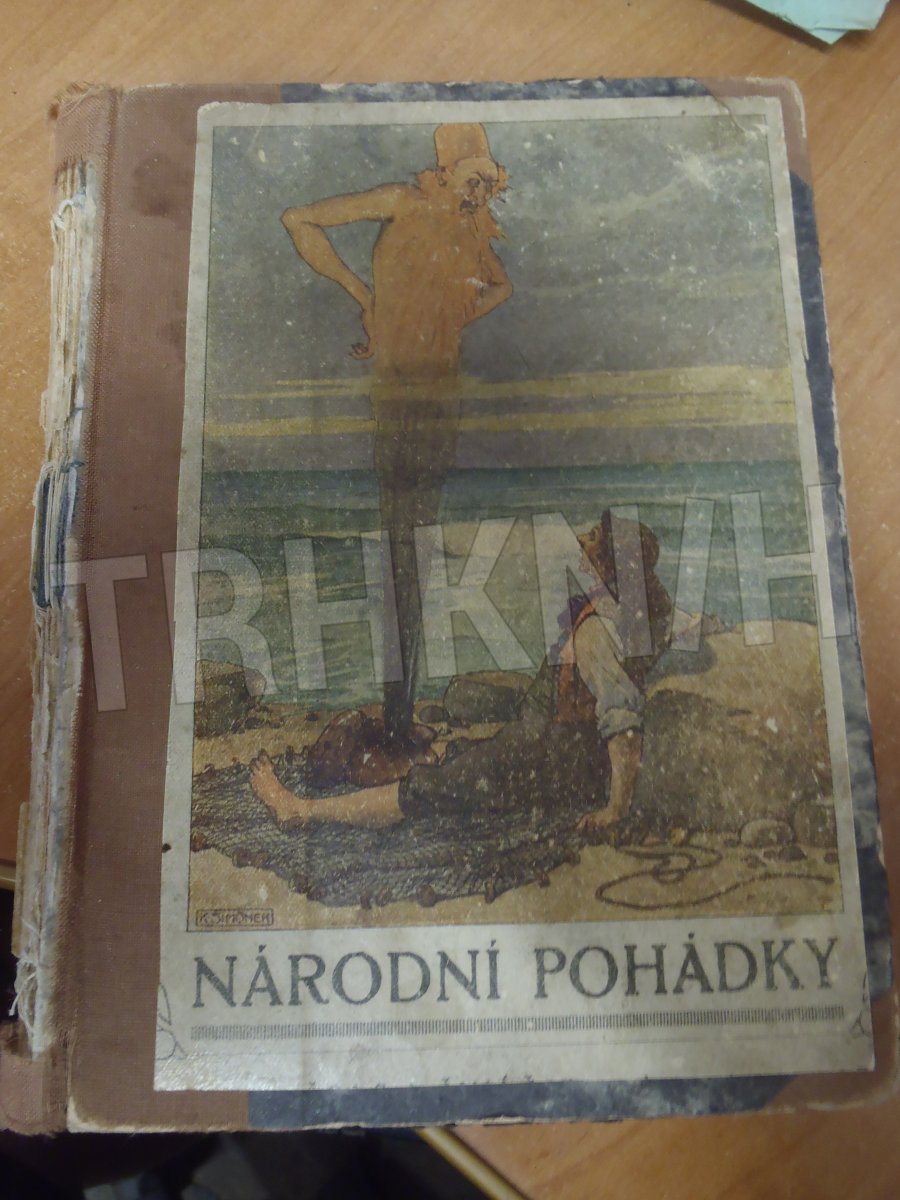 TRHKNIH
K. ŠIMŮNEK
NÁRODNÍ POHÁDKY